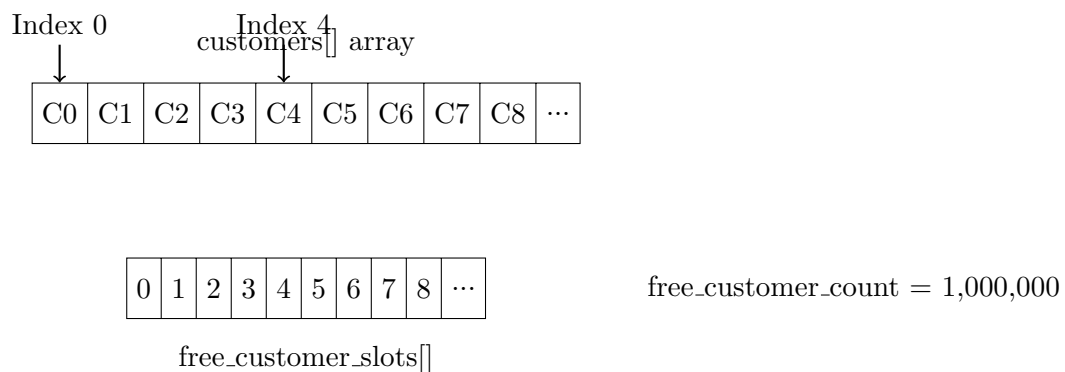 Index 0
Index 4
customers[] array
C0 C1 C2 C3 C4 C5 C6 C7 C8 ...
0 1 2 3 4 5 6 7 8 ...
free_customer_count = 1,000,000
free_customer_slots[]